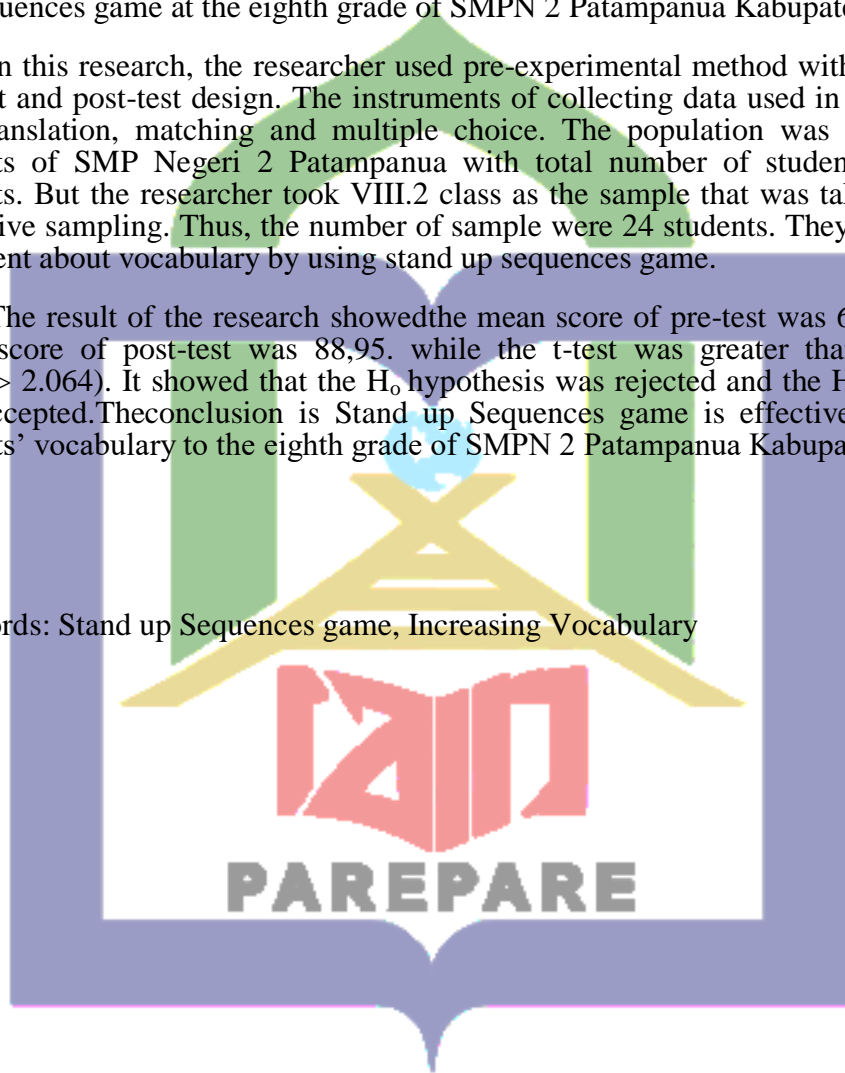 uences game at the eighth grade of SMPN 2 Patampanua Kabupate
n this research, the researcher used pre-experimental method with
t and post-test design. The instruments of collecting data used in
anslation, matching and multiple choice. The population was
ts of SMP Negeri 2 Patampanua with total number of studen
ts. But the researcher took VIII.2 class as the sample that was tal
ive sampling. Thus, the number of sample were 24 students. They
ent about vocabulary by using stand up sequences game.
The result of the research showedthe mean score of pre-test was 6
score of post-test was 88,95. while the t-test was greater than
> 2.064). It showed that the Ho hypothesis was rejected and the H
ccepted.Theconclusion is Stand up Sequences game is effective
ts’ vocabulary to the eighth grade of SMPN 2 Patampanua Kabupa
ords: Stand up Sequences game, Increasing Vocabulary
PAREPARE